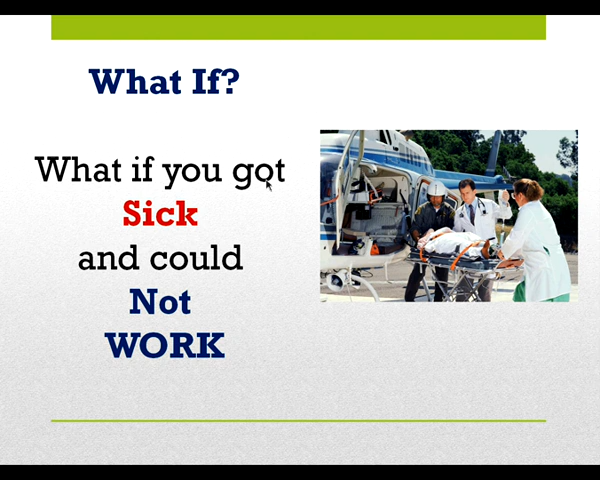 What If?
What if you got
Sick
and could
Not
WORK